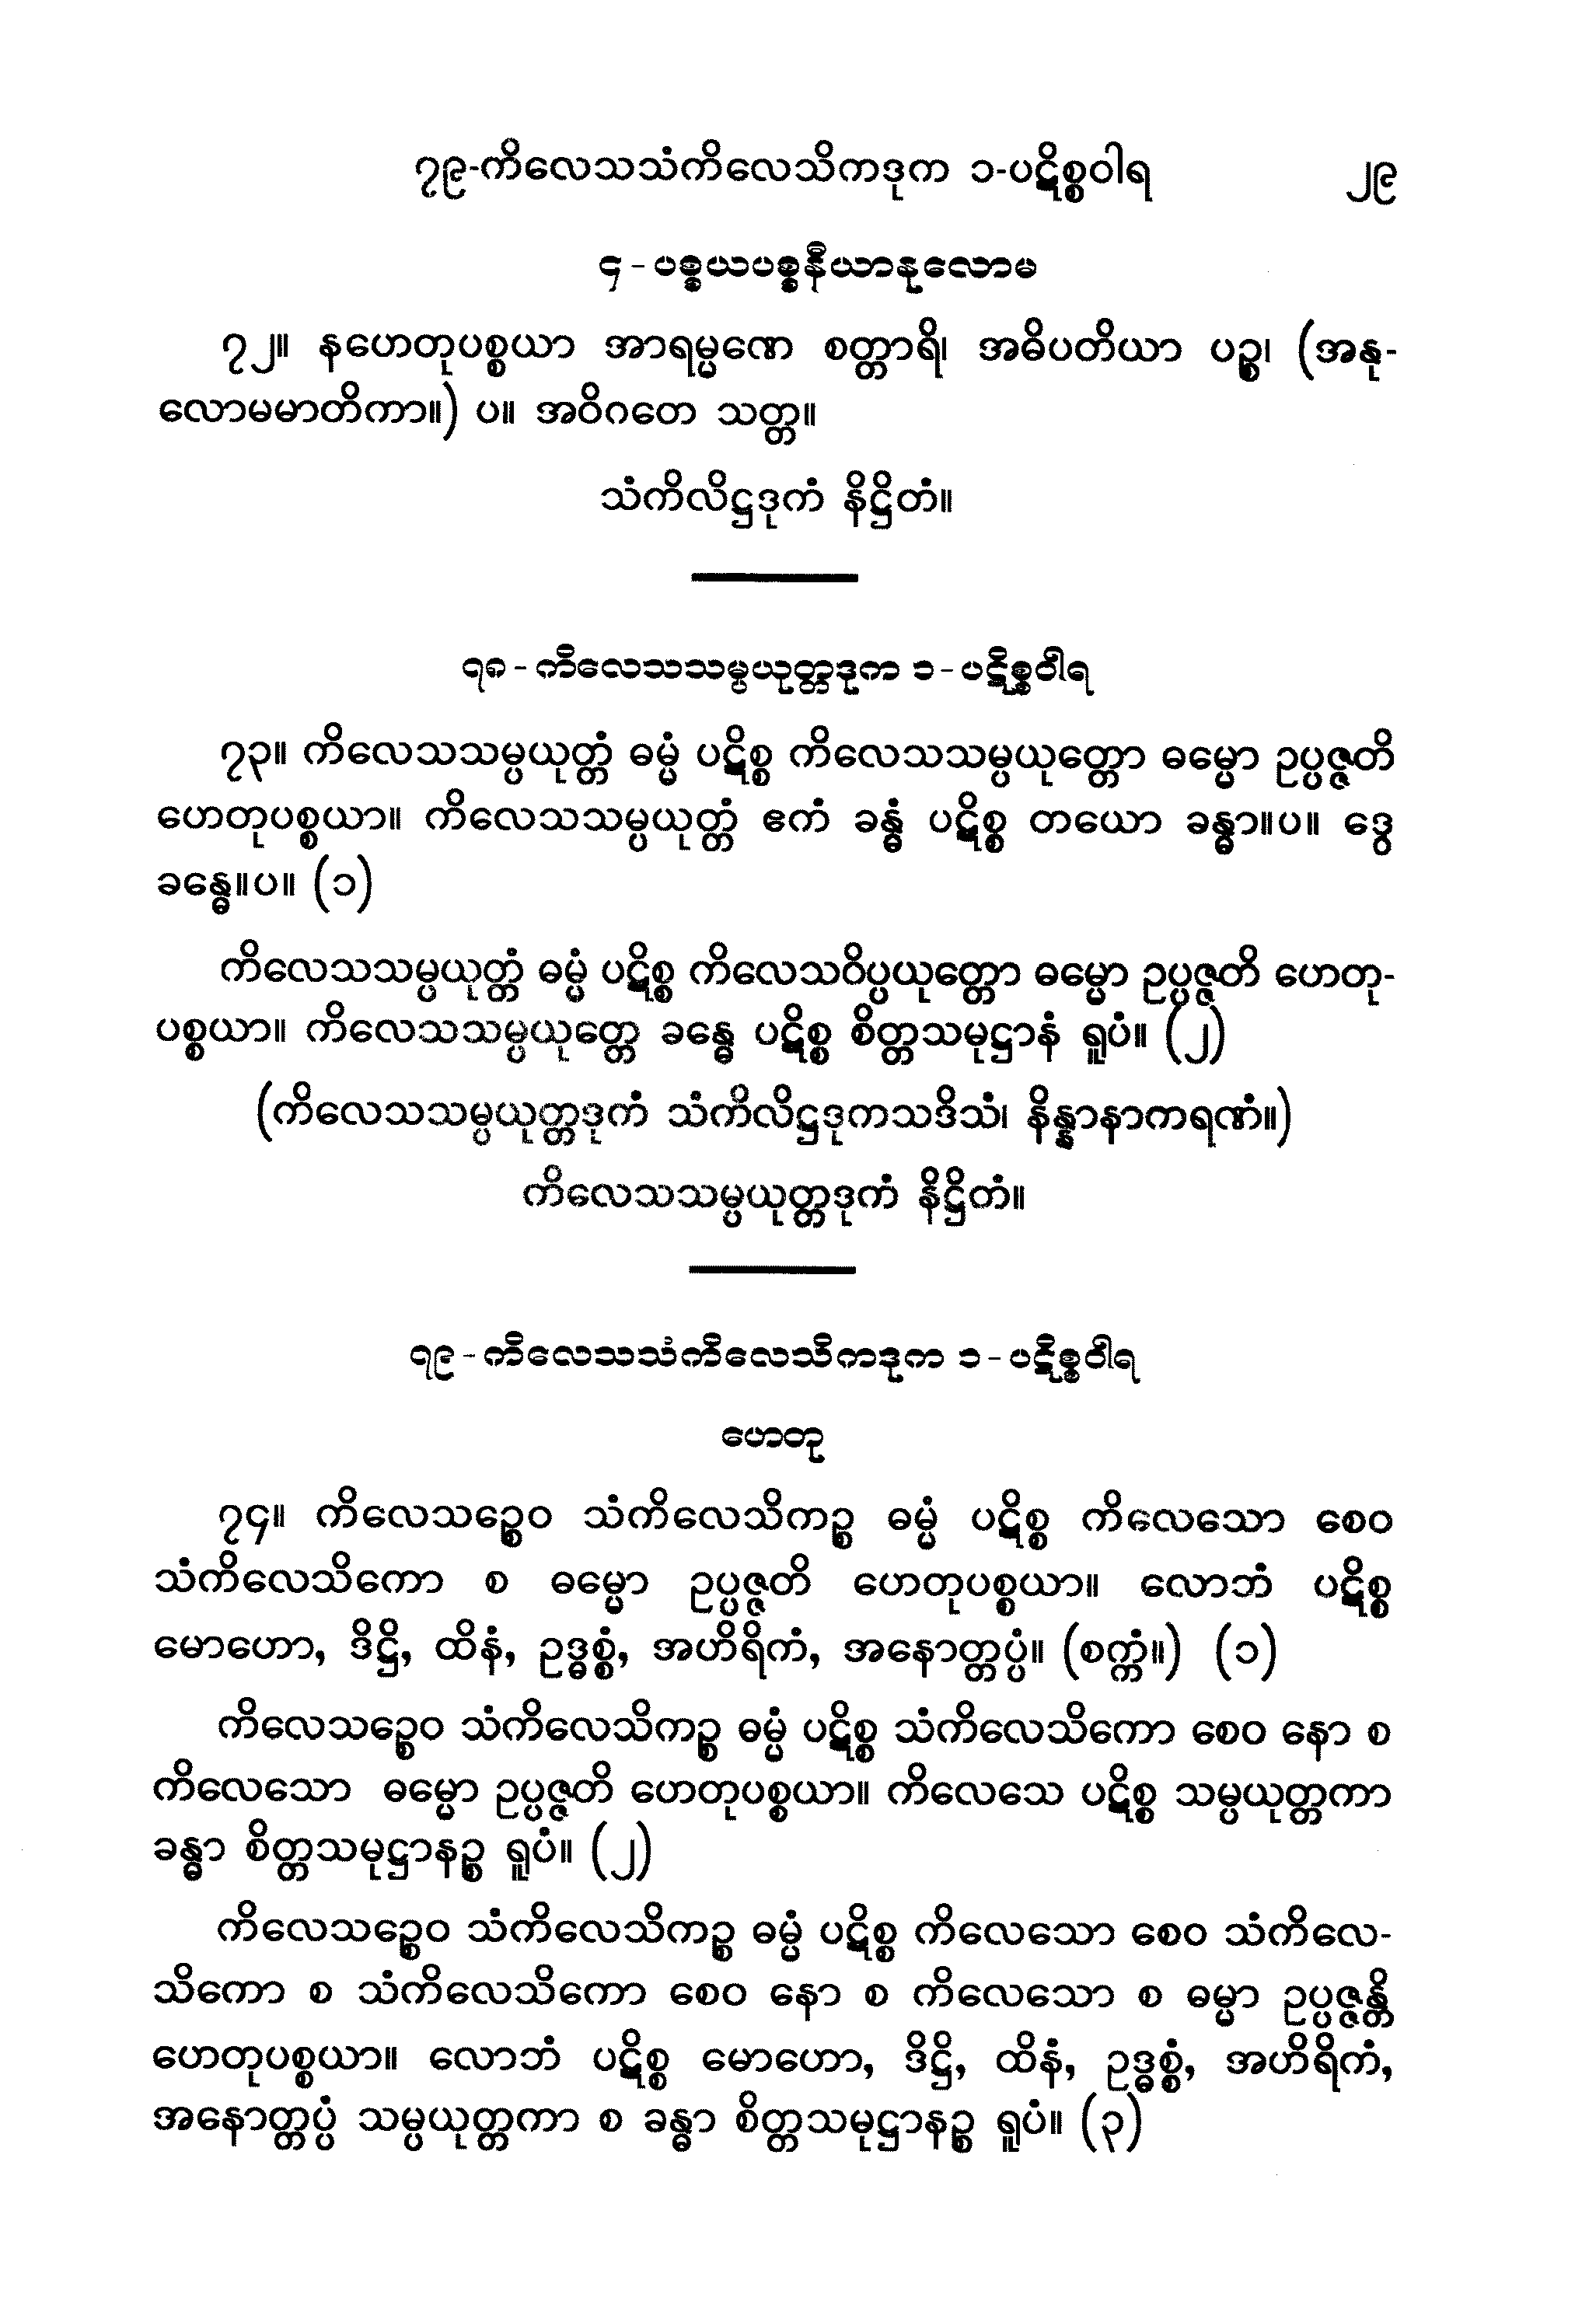 ၇၉-ကိလေသသံကိလေသိကဒုက ၁-ပဋိစ္စဝါရ ၂၉
၄-ပစ္စယပစ္စနီယာနုလောမ
၇၂။ နဟေတုပစ္စယာ အာရမ္မဏေ စတ္တာရိ၊ အဓိပတိယာ ပဉ္စ၊ (အနု-
လောမမာတိကာ။) ပ။ အဝိဂတေ သတ္တ။
သံကိလိဋ္ဌဒုကံ နိဋ္ဌိတံ။
၇၈-ကိလေသသမ္ပယုတ္တဒုက ၁-ပဋိစ္စဝါရ
၇၃။ ကိလေသသမ္ပယုတ္တံ ဓမ္မံ ပဋိစ္စ ကိလေသသမ္ပယုတ္တော ဓမ္မော ဥပ္ပဇ္ဇတိ
ဟေတုပစ္စယာ။ ကိလေသသမ္ပယုတ္တံ ဧကံ ခန္ဓံ ပဋိစ္စ တယော ခန္ဓာ။ပ။ ဒွေ
ခန္ဓေ။ပ။ (၁)
ကိလေသသမ္ပယုတ္တံ ဓမ္မံ ပဋိစ္စ ကိလေသဝိပ္ပယုတ္တော ဓမ္မော ဥပ္ပဇ္ဇတိ ဟေတု-
ပစ္စယာ။ ကိလေသသမ္ပယုတ္တေ ခန္ဓေ ပဋိစ္စ စိတ္တသမုဋ္ဌာနံ ရူပံ။ (၂)
(ကိလေသသမ္ပယုတ္တဒုကံ သံကိလိဋ္ဌဒုကသဒိသံ၊ နိန္နာနာကရဏံ။)
ကိလေသသမ္ပယုတ္တဒုကံ နိဋ္ဌိတံ။
၇၉-ကိလေသသံကိလေသိကဒုက ၁-ပဋိစ္စဝါရ
ဟေတု
၇၄။ ကိလေသဉ္စေဝ သံကိလေသိကဉ္စ ဓမ္မံ ပဋိစ္စ ကိလေသော စေဝ
သံကိလေသိကော စ ဓမ္မော ဥပ္ပဇ္ဇတိ ဟေတုပစ္စယာ။ လောဘံ ပဋိစ္စ
မောဟော, ဒိဋ္ဌိ, ထိနံ, ဥဒ္ဓစ္စံ, အဟိရိကံ, အနောတ္တပ္ပံ။ (စက္ကံ။) (၁)
ကိလေသဉ္စေဝ သံကိလေသိကဉ္စ ဓမ္မံ ပဋိစ္စ သံကိလေသိကော စေဝ နော စ
ကိလေသော ဓမ္မော ဥပ္ပဇ္ဇတိ ဟေတုပစ္စယာ။ ကိလေသေ ပဋိစ္စ သမ္ပယုတ္တကာ
ခန္ဓာ စိတ္တသမုဋ္ဌာနဉ္စ ရူပံ။ (၂)
ကိလေသဉ္စေဝ သံကိလေသိကဉ္စ ဓမ္မံ ပဋိစ္စ ကိလေသော စေဝ သံကိလေ-
သိကော စ သံကိလေသိကော စေဝ နော စ ကိလေသော စ ဓမ္မာ ဥပ္ပဇ္ဇန္တိ
ဟေတုပစ္စယာ။ လောဘံ ပဋိစ္စ မောဟော, ဒိဋ္ဌိ, ထိနံ, ဥဒ္ဓစ္စံ, အဟိရိကံ,
အနောတ္တပ္ပံ သမ္ပယုတ္တကာ စ ခန္ဓာ စိတ္တသမုဋ္ဌာနဉ္စ ရူပံ။ (၃)